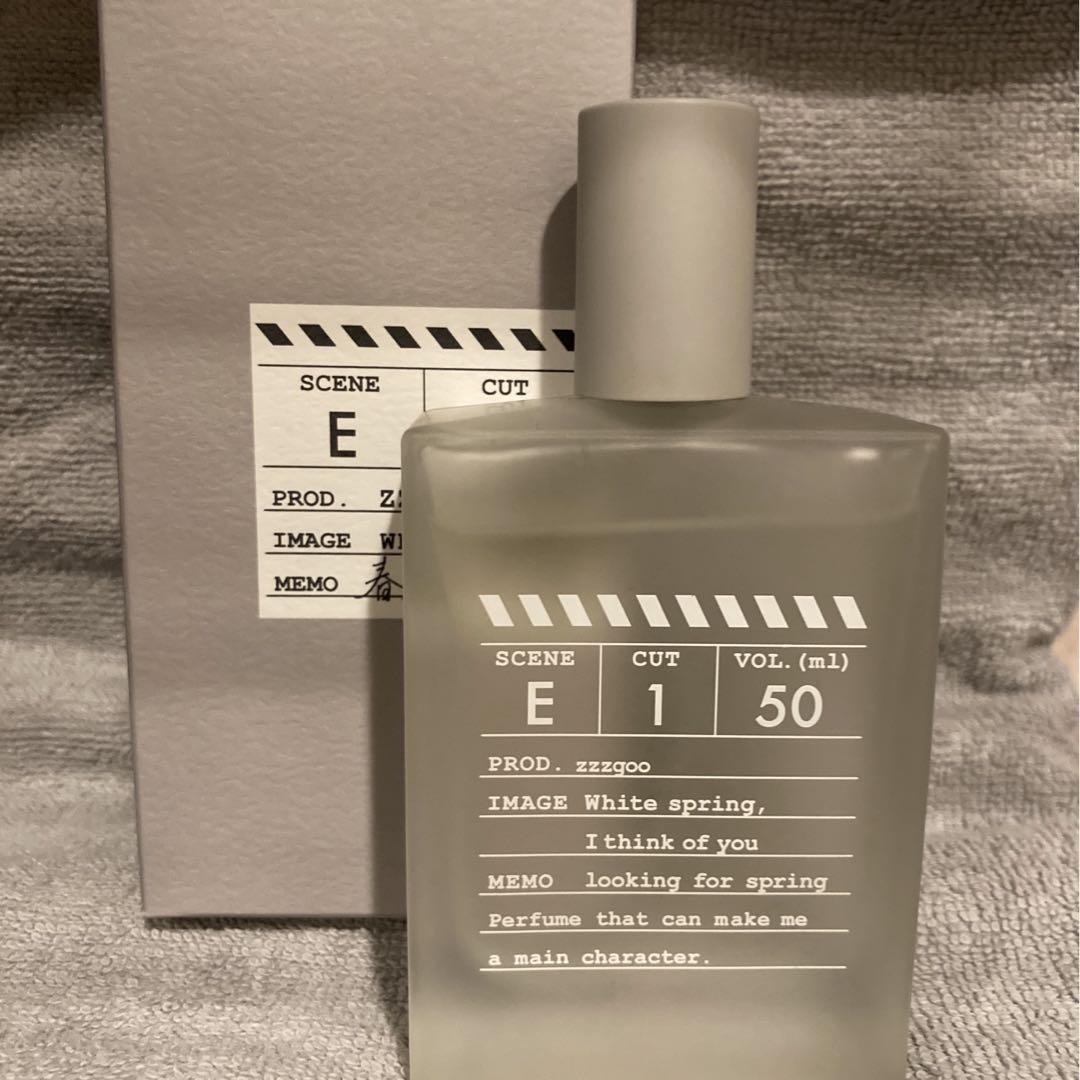 SCENE CUT
E
PROD.
IMAGE
MEMO 春
SCENE CUT VOL.(ml)
E 1 50
PROD. zzzgoo
IMAGE White spring,
I think of you
MEMO looking for spring
Perfume that can make me
a main character.